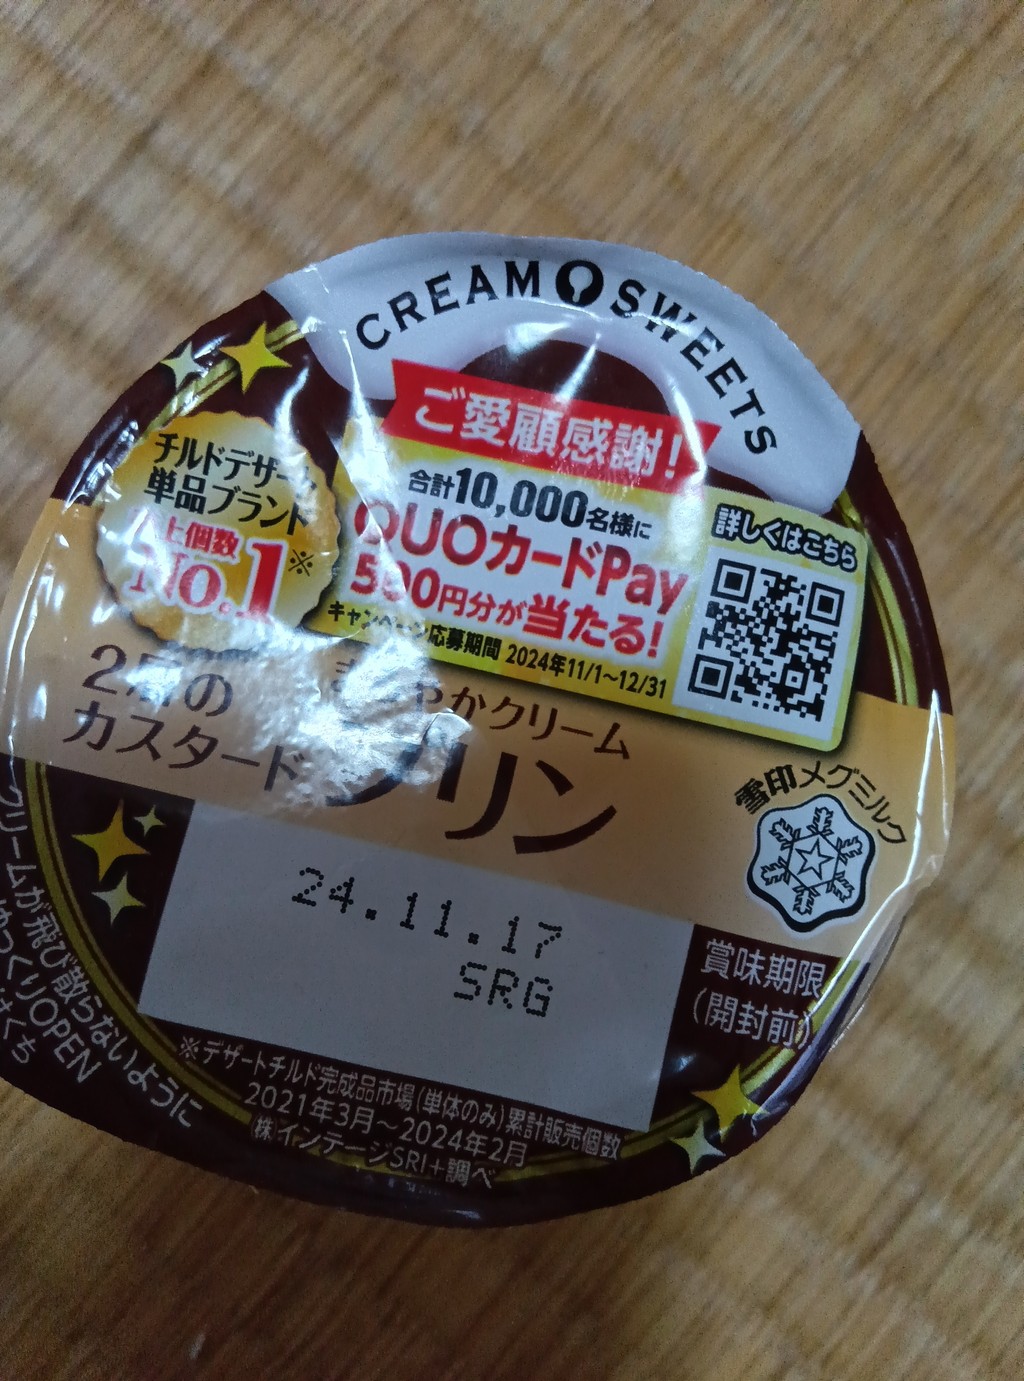 CREAM SWEETS
ご愛顧感謝!
合計10,000名様に
QUOカードPay
500円分が当たる!
キャンペーン応募期間 2024年11/1~12/31
詳しくはこちら
チルドデザート
単品ブランド
上個数
No.1※
2層の
カスタード
やかクリーム
プリン
雪印メグミルク
24.11.17
SRG
賞味期限
(開封前)
※デザートチルド完成品市場(単体のみ)累計販売個数
2021年3月~2024年2月
㈱インテージSRI+調べ
クリームが飛び散らないように
ゆっくりOPEN
くち